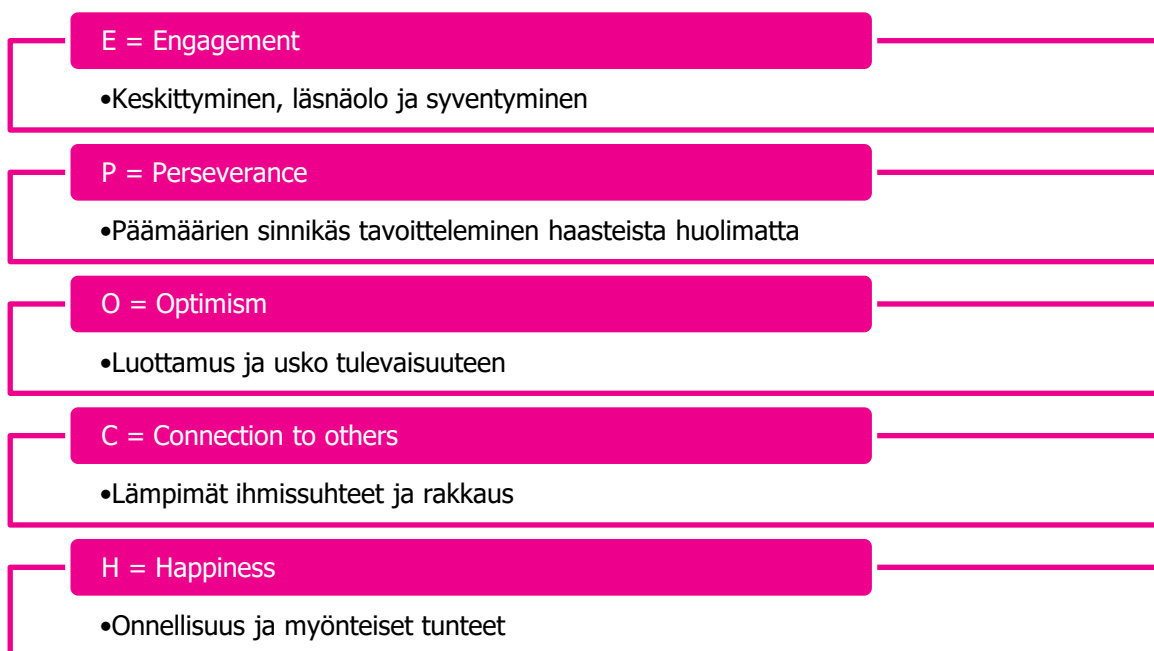 E = Engagement
•Keskittyminen, läsnäolo ja syventyminen
P = Perseverance
•Päämäärien sinnikäs tavoitteleminen haasteista huolimatta
O = Optimism
•Luottamus ja usko tulevaisuuteen
C = Connection to others
•Lämpimät ihmissuhteet ja rakkaus
H = Happiness
•Onnellisuus ja myönteiset tunteet